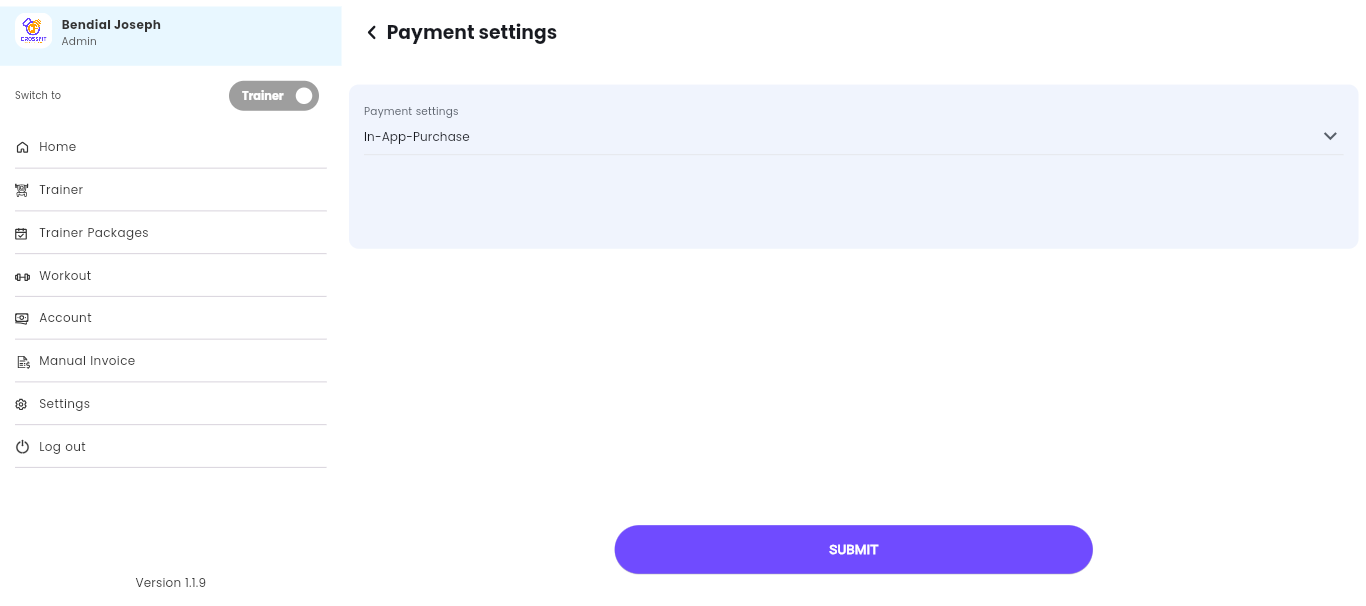 Bendial Joseph
Admin
CROSSFIT
Switch to
Trainer
Home
Trainer
Trainer Packages
Workout
Account
Manual Invoice
Settings
Log out
Version 1.1.9
Payment settings
Payment settings
In-App-Purchase
SUBMIT